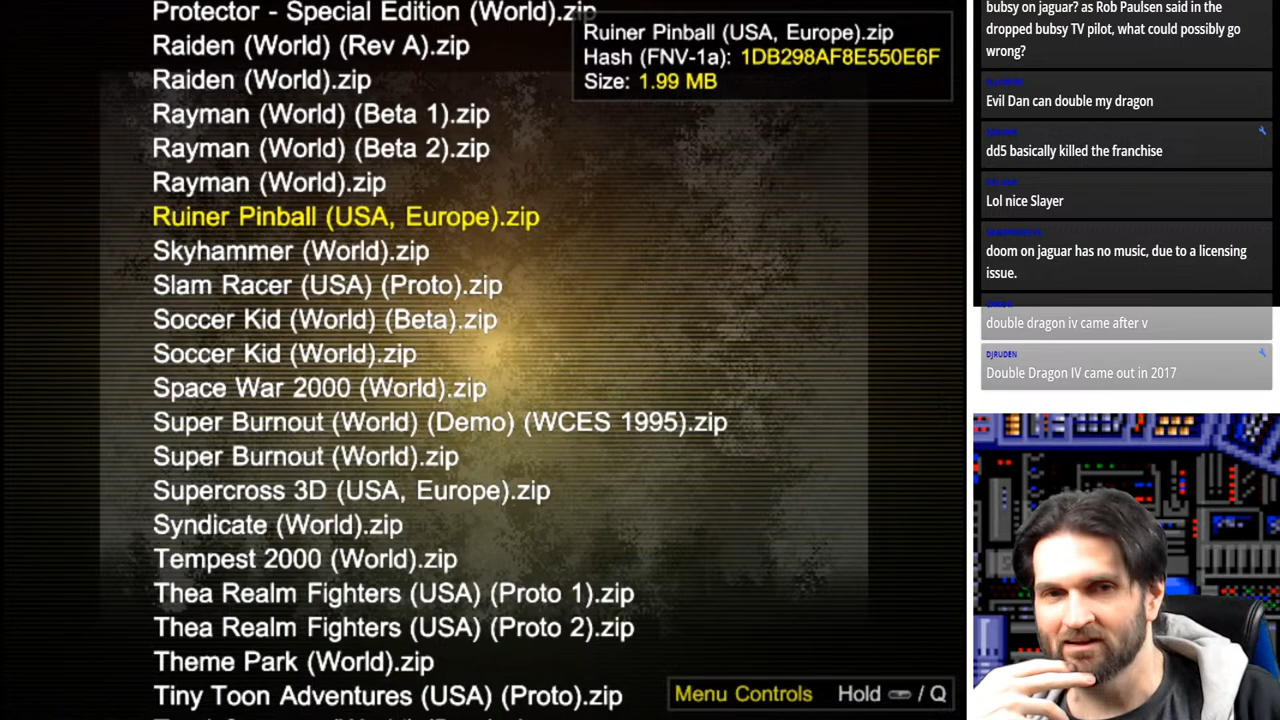 Protector - Special Edition (World).zip
Raiden (World) (Rev A).zip
Raiden (World).zip
Rayman (World) (Beta 1).zip
Rayman (World) (Beta 2).zip
Rayman (World).zip
Ruiner Pinball (USA, Europe).zip
Skyhammer (World).zip
Slam Racer (USA) (Proto).zip
Soccer Kid (World) (Beta).zip
Soccer Kid (World).zip
Space War 2000 (World).zip
Super Burnout (World) (Demo) (WCES 1995).zip
Super Burnout (World).zip
Supercross 3D (USA, Europe).zip
Syndicate (World).zip
Tempest 2000 (World).zip
Thea Realm Fighters (USA) (Proto 1).zip
Thea Realm Fighters (USA) (Proto 2).zip
Theme Park (World).zip
Tiny Toon Adventures (USA) (Proto).zip
Ruiner Pinball (USA, Europe).zip
Hash (FNV-1a): 1DB298AF8E550E6F
Size: 1.99 MB
Menu Controls Hold / Q
bubsy on jaguar? as Rob Paulsen said in the
dropped bubsy TV pilot, what could possibly go
wrong?
Evil Dan can double my dragon
dd5 basically killed the franchise
Lol nice Slayer
doom on jaguar has no music, due to a licensing
issue.
double dragon iv came after v
DJRUDEN
Double Dragon IV came out in 2017